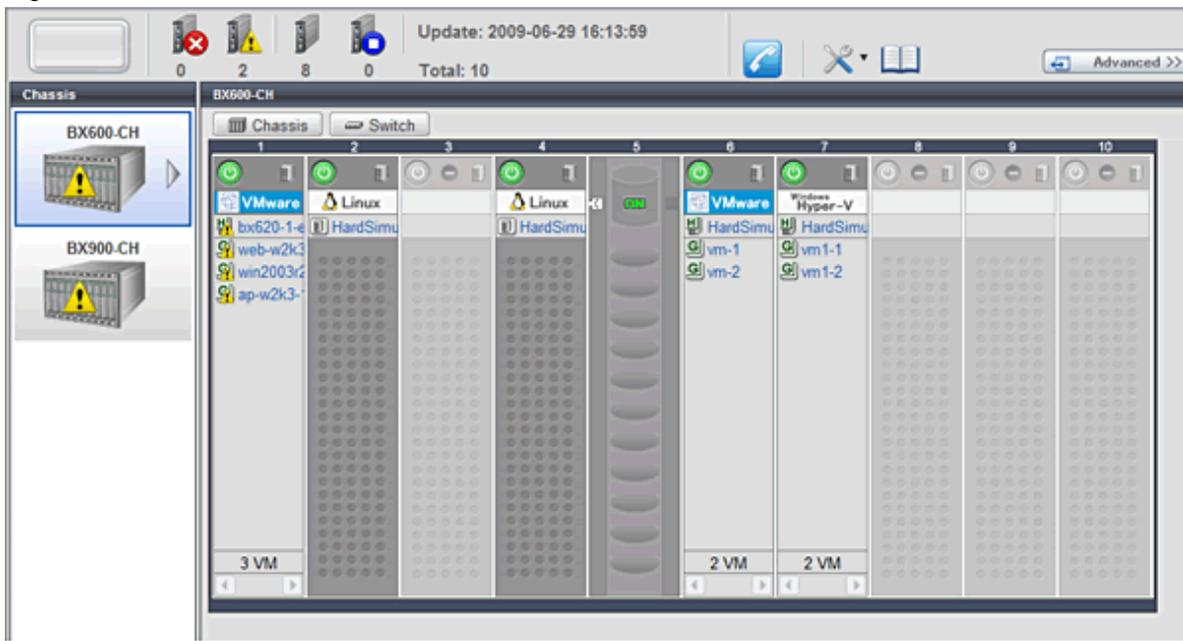 Update: 2009-06-29 16:13:59
0 2 8 0 Total: 10
Advanced >>
Chassis
BX600-CH
BX600-CH
BX900-CH
Chassis Switch
1 2 3 4 5 6 7 8 9 10
VMware Linux Linux ON VMware Windows Hyper-V
bx620-1-e HardSimu HardSimu HardSimu HardSimu
web-w2k3 vm-1 vm1-1
win2003r2 vm-2 vm1-2
ap-w2k3-
3 VM 2 VM 2 VM